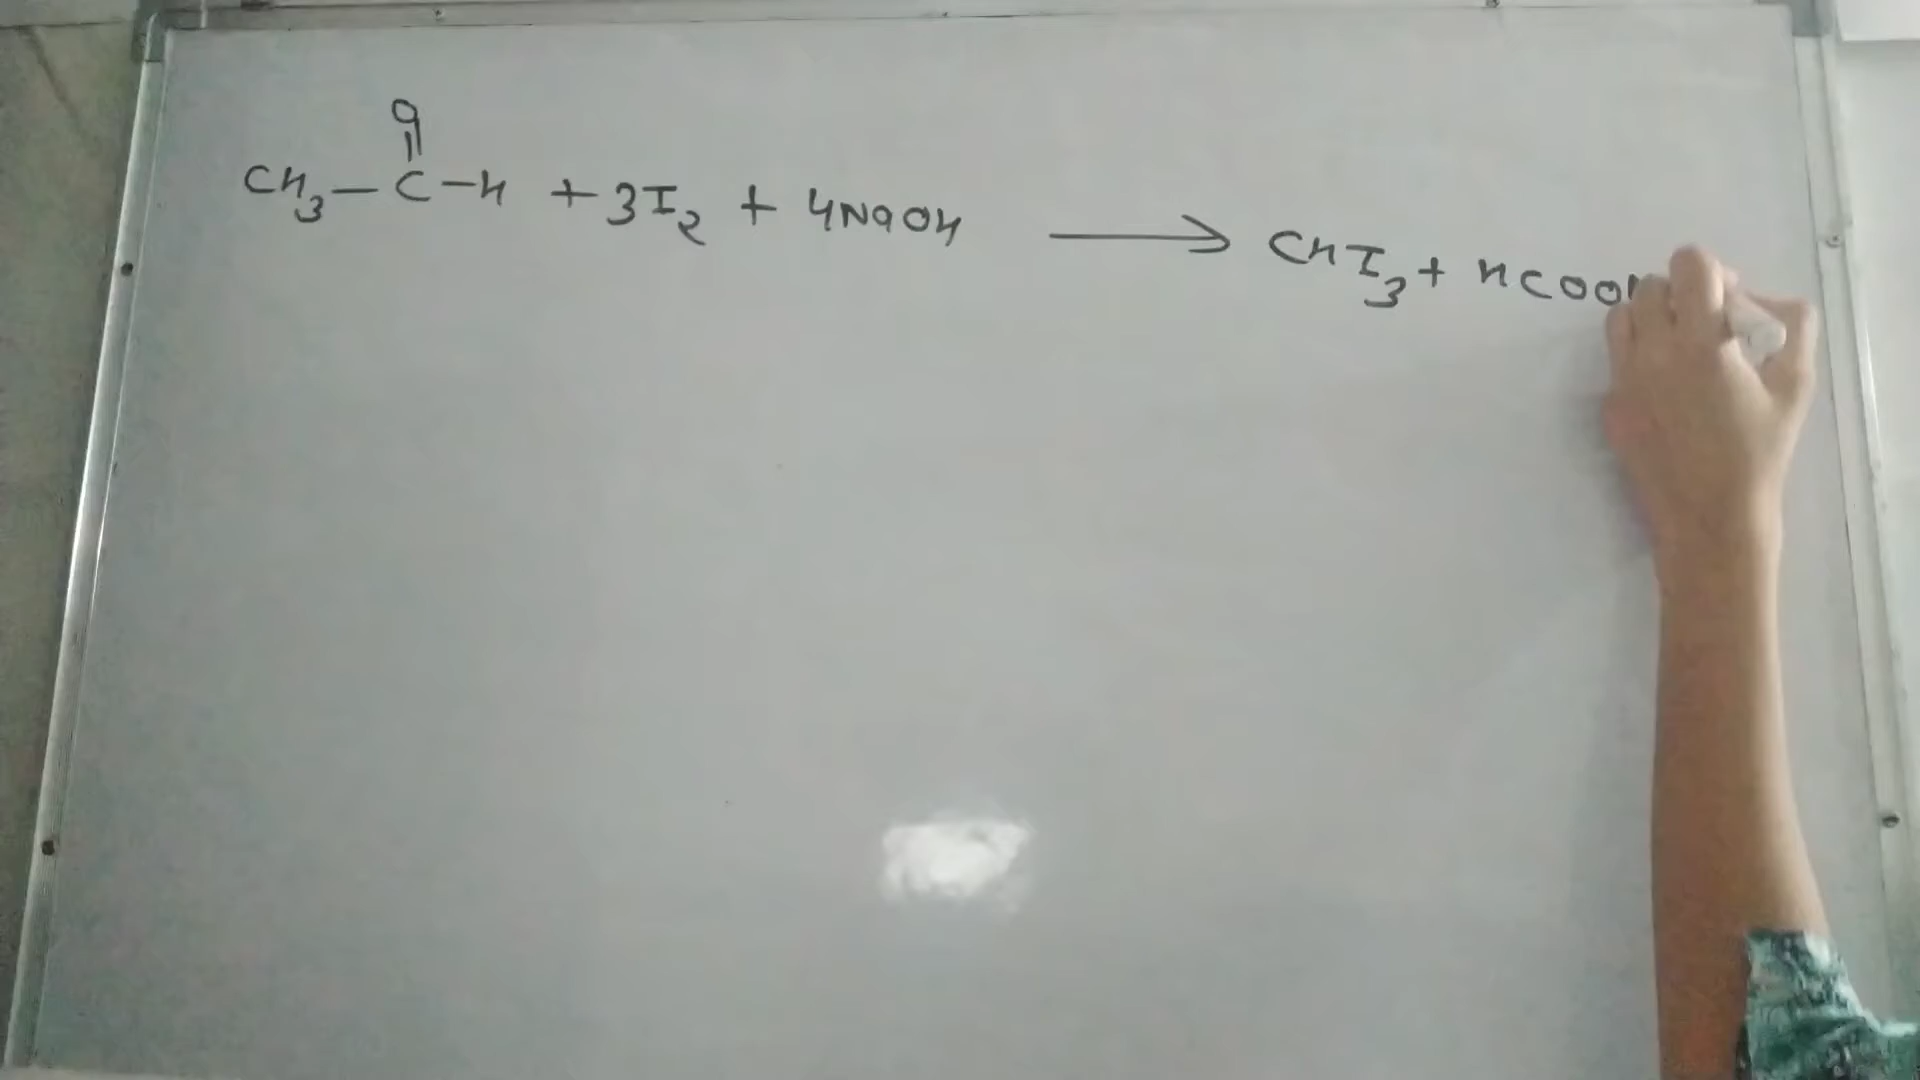 O
CH₃ – C – H + 3I₂ + 4NaOH ⟶ CHI₃ + HCOO